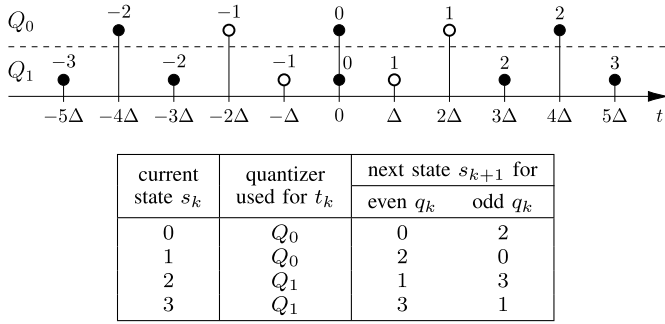 Q₀ −2 −1 0 1 2
Q₁ −3 −2 −1 0 1 2 3
−5Δ −4Δ −3Δ −2Δ −Δ 0 Δ 2Δ 3Δ 4Δ 5Δ t
current state sₖ quantizer used for tₖ next state sₖ₊₁ for
even qₖ odd qₖ
0 Q₀ 0 2
1 Q₀ 2 0
2 Q₁ 1 3
3 Q₁ 3 1